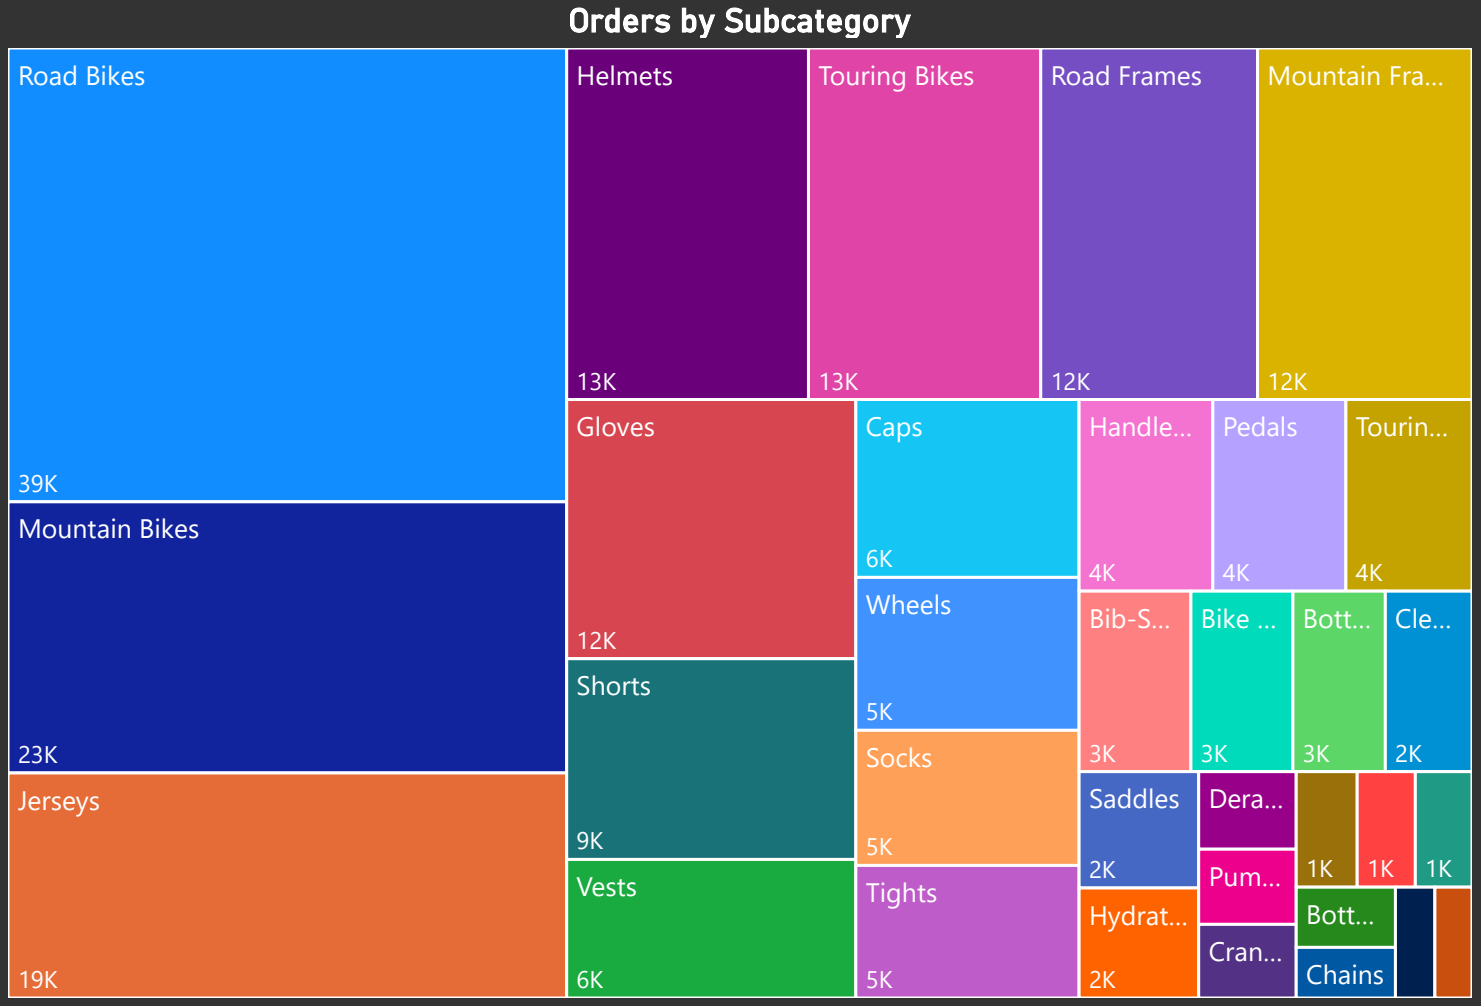 Orders by Subcategory
Road Bikes
39K
Mountain Bikes
23K
Jerseys
19K
Helmets
13K
Touring Bikes
13K
Road Frames
12K
Mountain Fra...
12K
Gloves
12K
Shorts
9K
Vests
6K
Caps
6K
Wheels
5K
Socks
5K
Tights
5K
Handle...
4K
Pedals
4K
Tourin...
4K
Bib-S...
3K
Bike ...
3K
Bott...
3K
Cle...
2K
Saddles
2K
Hydrat...
2K
Dera...
Pum...
Cran...
1K
1K
1K
Bott...
Chains